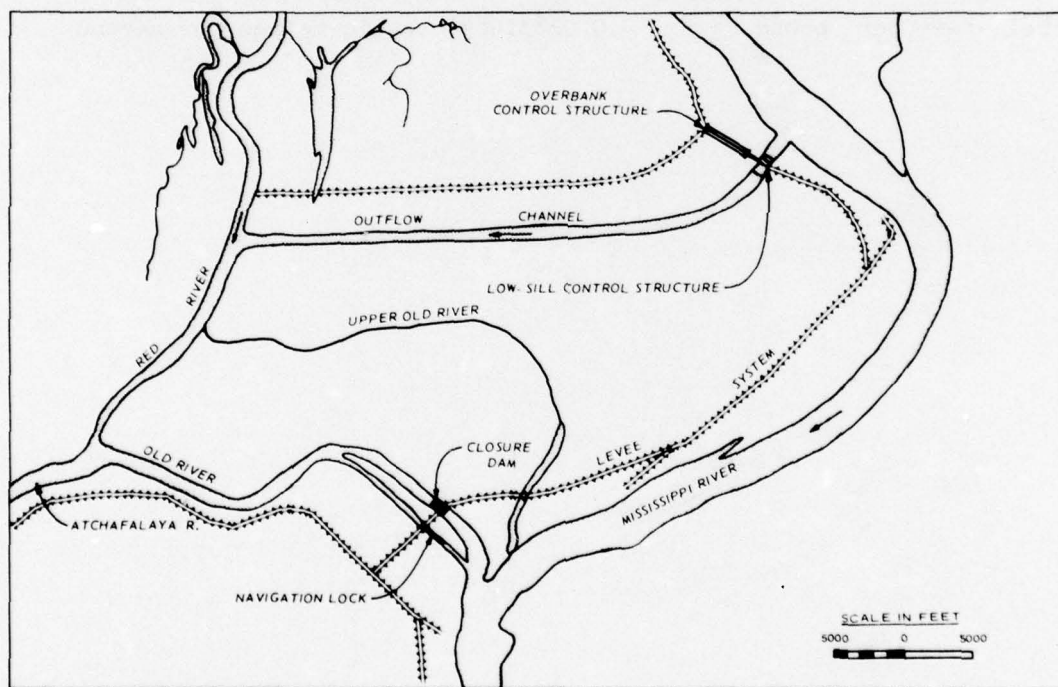 OVERBANK
CONTROL STRUCTURE
OUTFLOW CHANNEL
LOW-SILL CONTROL STRUCTURE
UPPER OLD RIVER
RED RIVER
SYSTEM
LEVEE
CLOSURE
DAM
OLD RIVER
MISSISSIPPI RIVER
ATCHAFALAYA R.
NAVIGATION LOCK
SCALE IN FEET
5000 0 5000